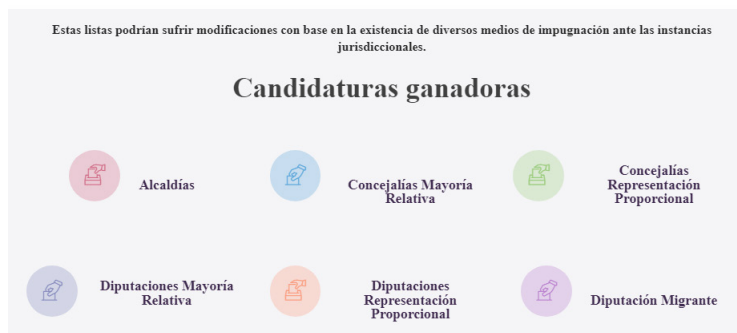 Estas listas podrían sufrir modificaciones con base en la existencia de diversos medios de impugnación ante las instancias
jurisdiccionales.
Candidaturas ganadoras
Alcaldías
Concejalías Mayoría
Relativa
Concejalías
Representación
Proporcional
Diputaciones Mayoría
Relativa
Diputaciones
Representación
Proporcional
Diputación Migrante